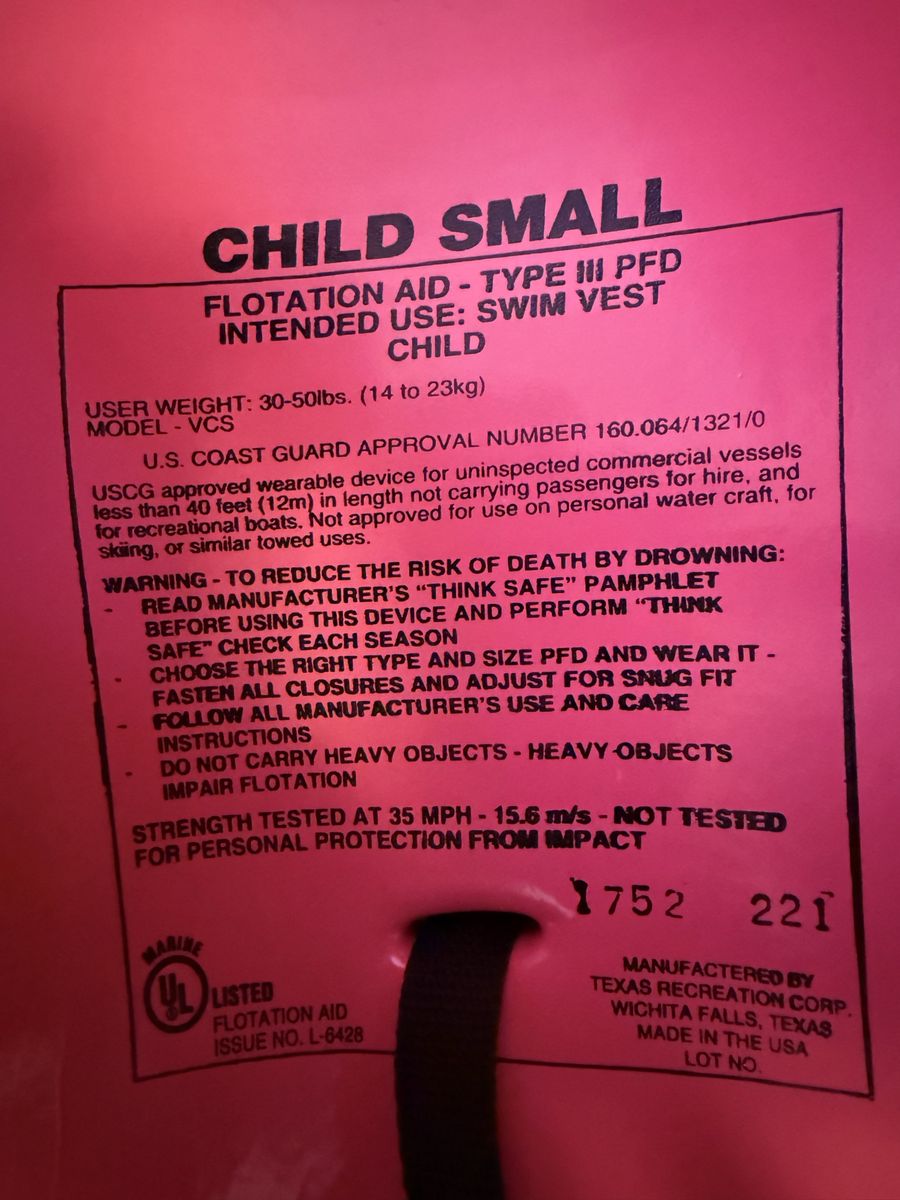 CHILD SMALL
FLOTATION AID - TYPE III PFD
INTENDED USE: SWIM VEST
CHILD
USER WEIGHT: 30-50lbs. (14 to 23kg)
MODEL - VCS
U.S. COAST GUARD APPROVAL NUMBER 160.064/1321/0
USCG approved wearable device for uninspected commercial vessels
less than 40 feet (12m) in length not carrying passengers for hire, and
for recreational boats. Not approved for use on personal water craft, for
skiing, or similar towed uses.
WARNING - TO REDUCE THE RISK OF DEATH BY DROWNING:
- READ MANUFACTURER'S "THINK SAFE" PAMPHLET
BEFORE USING THIS DEVICE AND PERFORM "THINK
SAFE" CHECK EACH SEASON
- CHOOSE THE RIGHT TYPE AND SIZE PFD AND WEAR IT -
FASTEN ALL CLOSURES AND ADJUST FOR SNUG FIT
- FOLLOW ALL MANUFACTURER'S USE AND CARE
INSTRUCTIONS
- DO NOT CARRY HEAVY OBJECTS - HEAVY OBJECTS
IMPAIR FLOTATION
STRENGTH TESTED AT 35 MPH - 15.6 m/s - NOT TESTED
FOR PERSONAL PROTECTION FROM IMPACT
1752 221
MARINE
UL LISTED
FLOTATION AID
ISSUE NO. L-6428
MANUFACTURED BY
TEXAS RECREATION CORP.
WICHITA FALLS, TEXAS
MADE IN THE USA
LOT NO.